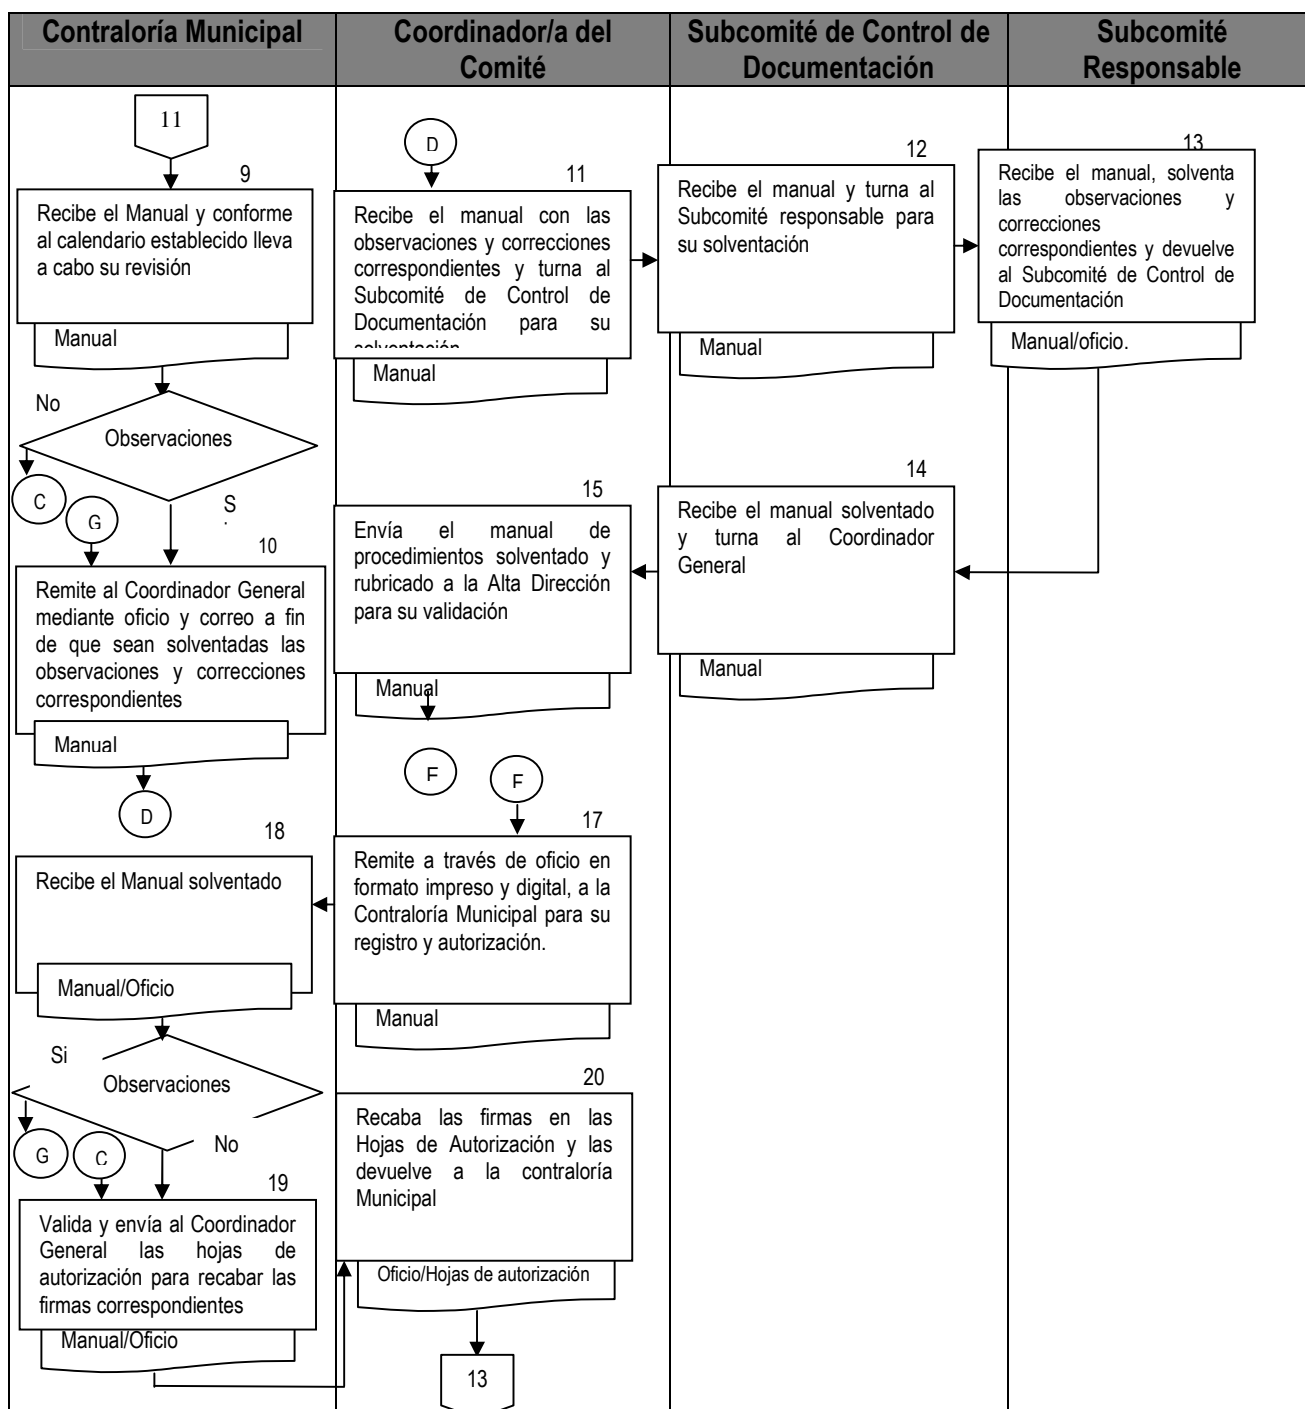 Contraloría Municipal
Coordinador/a del
Comité
Subcomité de Control de
Documentación
Subcomité
Responsable
11
9
Recibe el Manual y conforme
al calendario establecido lleva
a cabo su revisión
Manual
No
Observaciones
C
G
S
10
Remite al Coordinador General
mediante oficio y correo a fin
de que sean solventadas las
observaciones y correcciones
correspondientes
Manual
D
18
Recibe el Manual solventado
Manual/Oficio
Si
Observaciones
No
G
C
19
Valida y envía al Coordinador
General las hojas de
autorización para recabar las
firmas correspondientes
Manual/Oficio
D
11
Recibe el manual con las
observaciones y correcciones
correspondientes y turna al
Subcomité de Control de
Documentación para su
solventación
Manual
15
Envía el manual de
procedimientos solventado y
rubricado a la Alta Dirección
para su validación
Manual
F
17
Remite a través de oficio en
formato impreso y digital, a la
Contraloría Municipal para su
registro y autorización.
Manual
20
Recaba las firmas en las
Hojas de Autorización y las
devuelve a la contraloría
Municipal
Oficio/Hojas de autorización
13
12
Recibe el manual y turna al
Subcomité responsable para
su solventación
Manual
14
Recibe el manual solventado
y turna al Coordinador
General
Manual
13
Recibe el manual, solventa
las observaciones y
correcciones
correspondientes y devuelve
al Subcomité de Control de
Documentación
Manual/oficio.